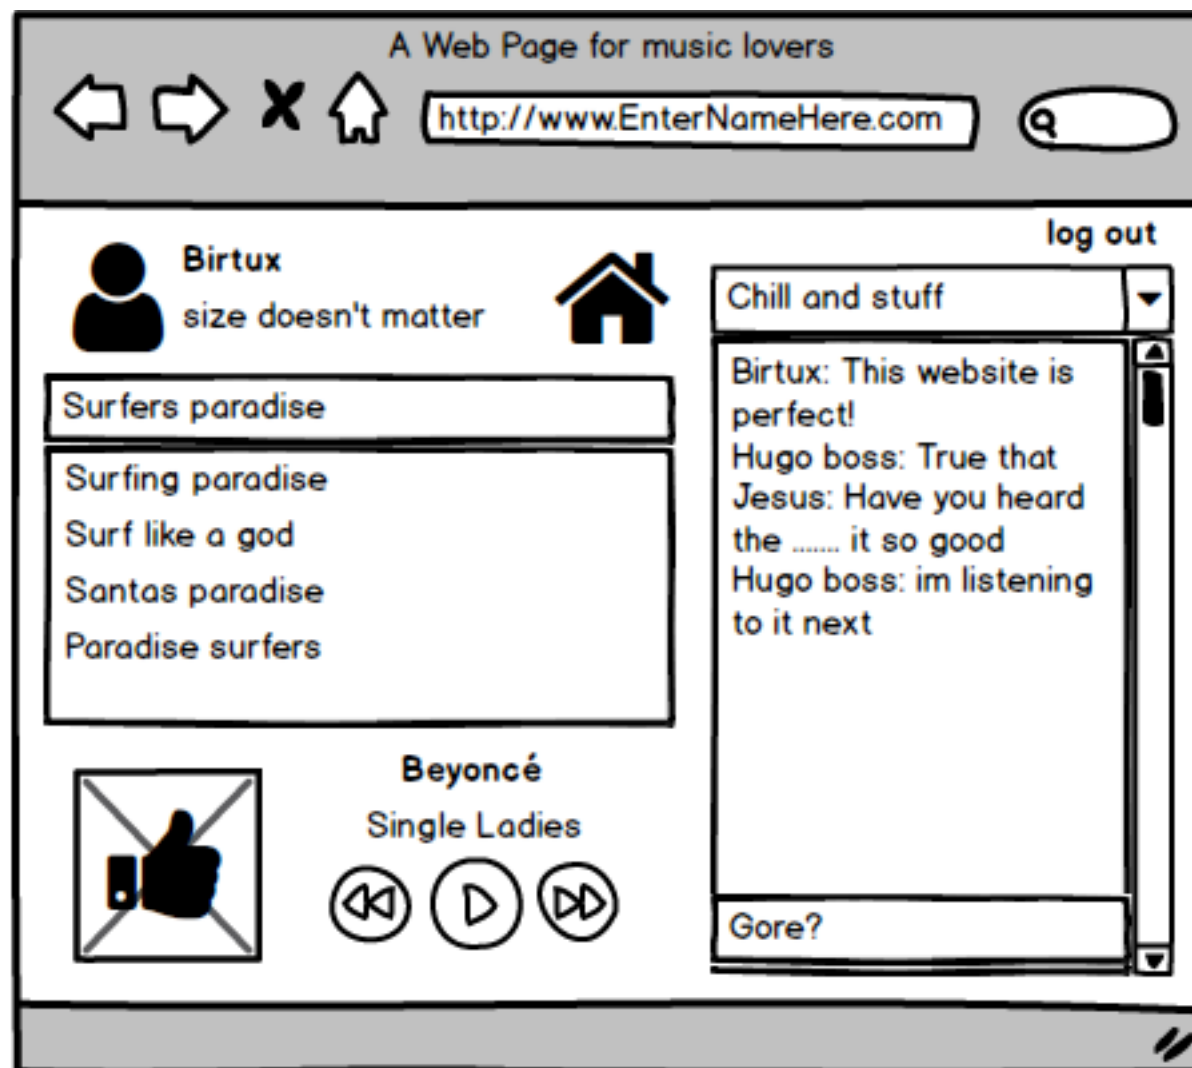 A Web Page for music lovers
http://www.EnterNameHere.com
log out
Birtux
size doesn't matter
Surfers paradise
Surfing paradise
Surf like a god
Santas paradise
Paradise surfers
Beyoncé
Single Ladies
Chill and stuff
Birtux: This website is
perfect!
Hugo boss: True that
Jesus: Have you heard
the ....... it so good
Hugo boss: im listening
to it next
Gore?